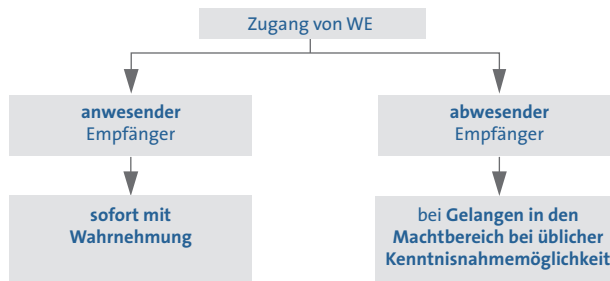 Zugang von WE
anwesender
Empfänger
abwesender
Empfänger
sofort mit
Wahrnehmung
bei Gelangen in den
Machtbereich bei üblicher
Kenntnisnahmemöglichkeit